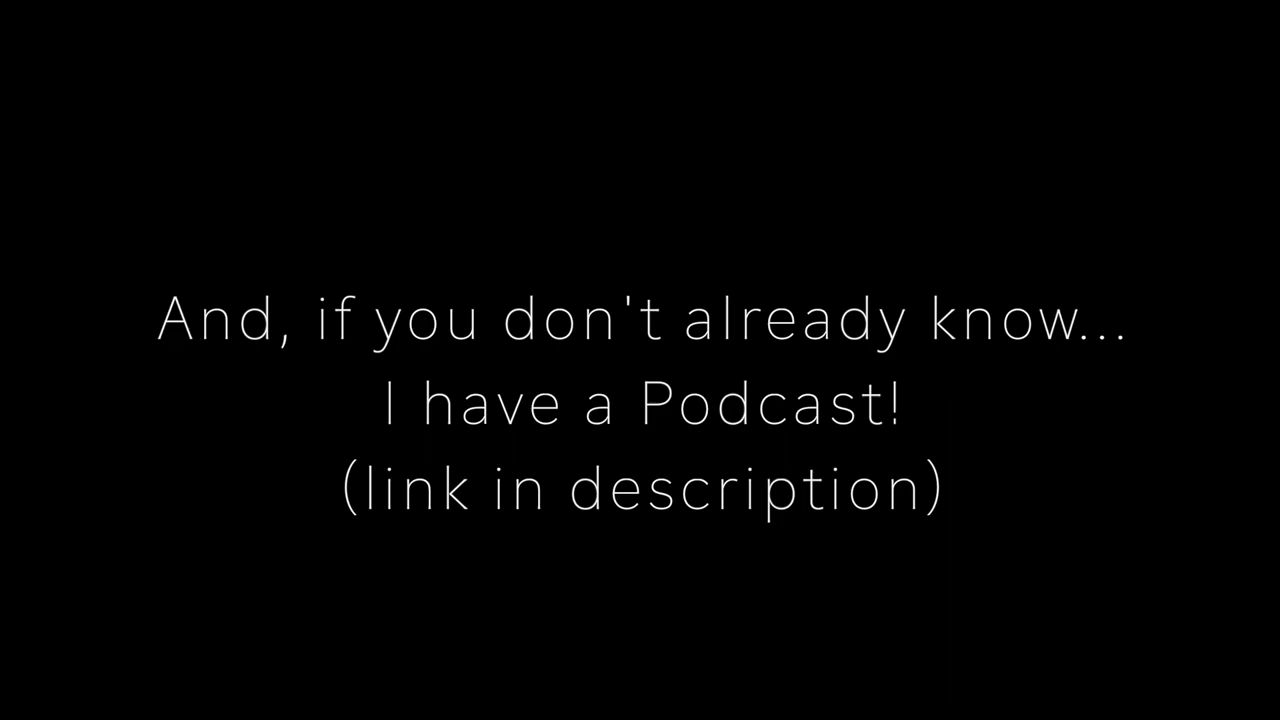 And, if you don't already know...
I have a Podcast!
(link in description)